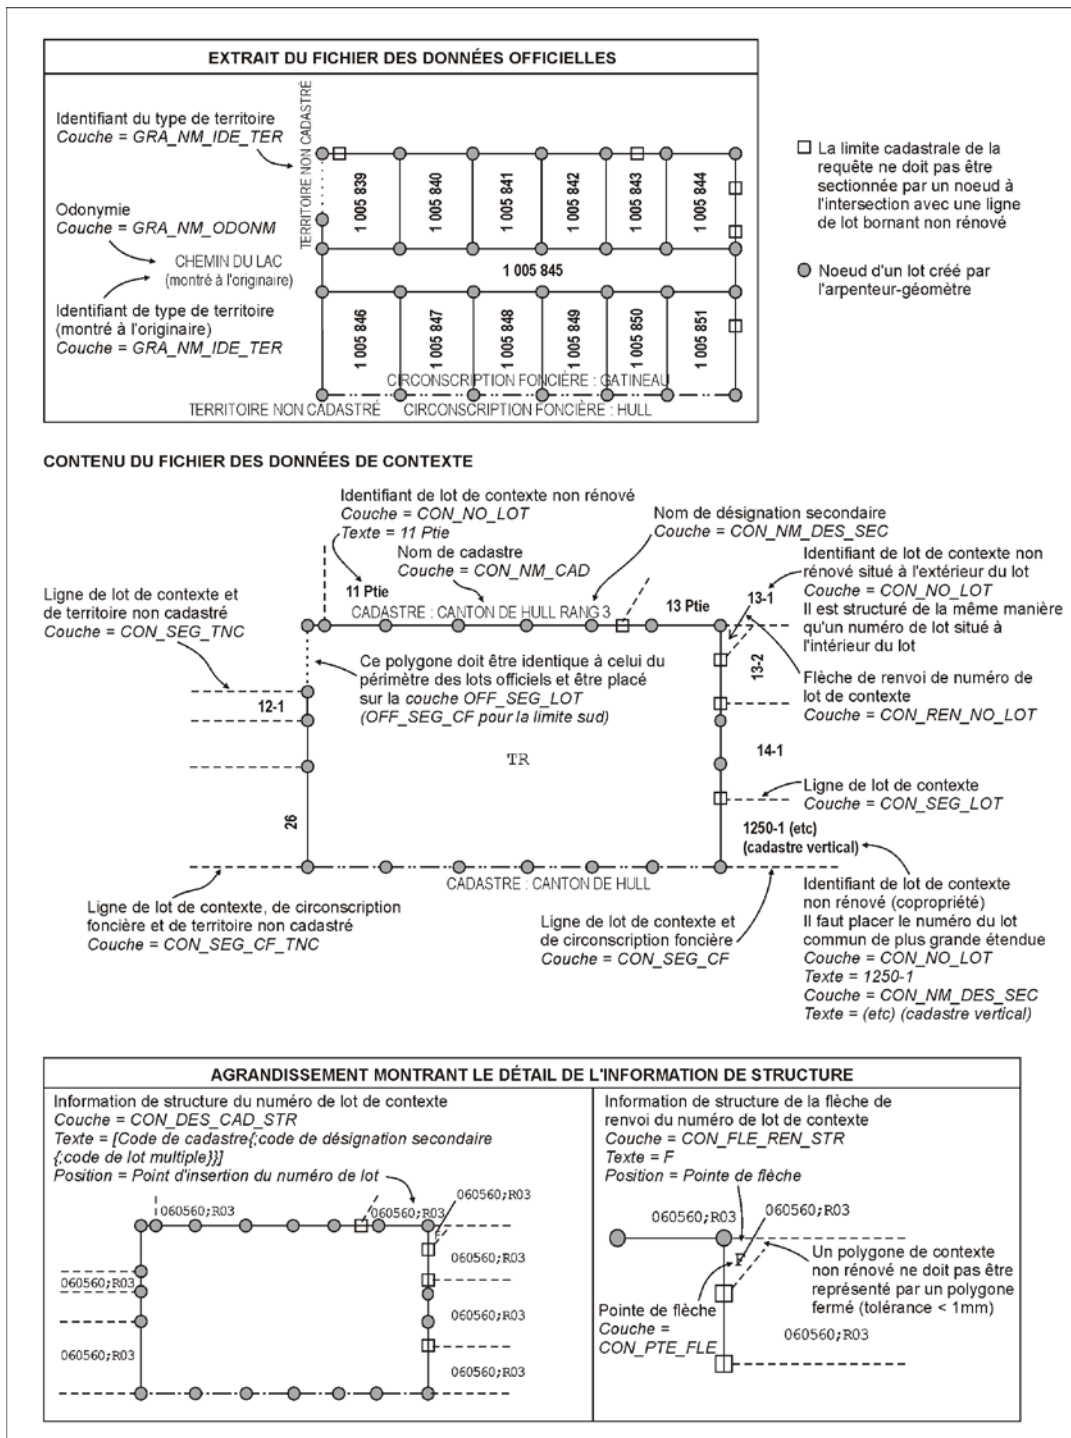 EXTRAIT DU FICHIER DES DONNÉES OFFICIELLES
Identifiant du type de territoire
Couche = GRA_NM_IDE_TER
TERRITOIRE NON CADASTRÉ
Odonymie
Couche = GRA_NM_ODONM
CHEMIN DU LAC
(montré à l'originaire)
Identifiant de type de territoire
(montré à l'originaire)
Couche = GRA_NM_IDE_TER
1 005 839
1 005 840
1 005 841
1 005 842
1 005 843
1 005 844
1 005 845
1 005 846
1 005 847
1 005 848
1 005 849
1 005 850
1 005 851
CIRCONSCRIPTION FONCIÈRE : GATINEAU
TERRITOIRE NON CADASTRÉ CIRCONSCRIPTION FONCIÈRE : HULL
La limite cadastrale de la
requête ne doit pas être
sectionnée par un noeud à
l'intersection avec une ligne
de lot bornant non rénové
Noeud d'un lot créé par
l'arpenteur-géomètre
CONTENU DU FICHIER DES DONNÉES DE CONTEXTE
Identifiant de lot de contexte non rénové
Couche = CON_NO_LOT
Texte = 11 Ptie
Nom de cadastre
Couche = CON_NM_CAD
Nom de désignation secondaire
Couche = CON_NM_DES_SEC
Identifiant de lot de contexte non
rénové situé à l'extérieur du lot
Couche = CON_NO_LOT
Il est structuré de la même manière
qu'un numéro de lot situé à
l'intérieur du lot
Ligne de lot de contexte et
de territoire non cadastré
Couche = CON_SEG_TNC
11 Ptie
CADASTRE : CANTON DE HULL RANG 3
13 Ptie
13-1
13-2
Ce polygone doit être identique à celui du
périmètre des lots officiels et être placé
sur la couche OFF_SEG_LOT
(OFF_SEG_CF pour la limite sud)
Flèche de renvoi de numéro de
lot de contexte
Couche = CON_REN_NO_LOT
12-1
TR
14-1
26
Ligne de lot de contexte
Couche = CON_SEG_LOT
1250-1 (etc)
(cadastre vertical)
CADASTRE : CANTON DE HULL
Ligne de lot de contexte, de circonscription
foncière et de territoire non cadastré
Couche = CON_SEG_CF_TNC
Ligne de lot de contexte et
de circonscription foncière
Couche = CON_SEG_CF
Identifiant de lot de contexte
non rénové (copropriété)
Il faut placer le numéro du lot
commun de plus grande étendue
Couche = CON_NO_LOT
Texte = 1250-1
Couche = CON_NM_DES_SEC
Texte = (etc) (cadastre vertical)
AGRANDISSEMENT MONTRANT LE DÉTAIL DE L'INFORMATION DE STRUCTURE
Information de structure du numéro de lot de contexte
Couche = CON_DES_CAD_STR
Texte = [Code de cadastre{;code de désignation secondaire
{;code de lot multiple}}]
Position = Point d'insertion du numéro de lot
060560;R03
060560;R03
060560;R03
060560;R03
060560;R03
060560;R03
060560;R03
060560;R03
Information de structure de la flèche de
renvoi du numéro de lot de contexte
Couche = CON_FLE_REN_STR
Texte = F
Position = Pointe de flèche
060560;R03
060560;R03
F
Un polygone de contexte
non rénové ne doit pas être
représenté par un polygone
fermé (tolérance < 1mm)
Pointe de flèche
Couche =
CON_PTE_FLE
060560;R03